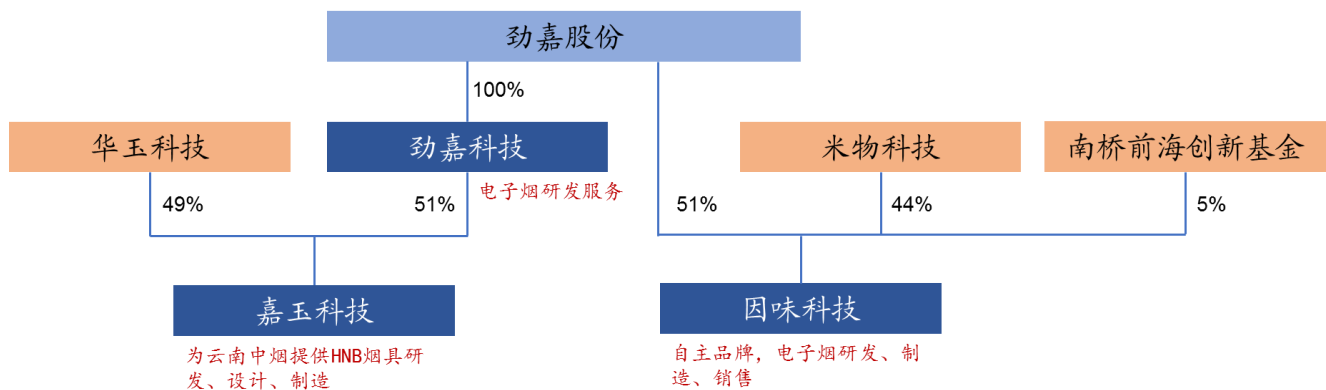 劲嘉股份
100%
华玉科技
劲嘉科技
米物科技
南桥前海创新基金
电子烟研发服务
49%
51%
51%
44%
5%
嘉玉科技
因味科技
为云南中烟提供HNB烟具研
发、设计、制造
自主品牌，电子烟研发、制
造、销售